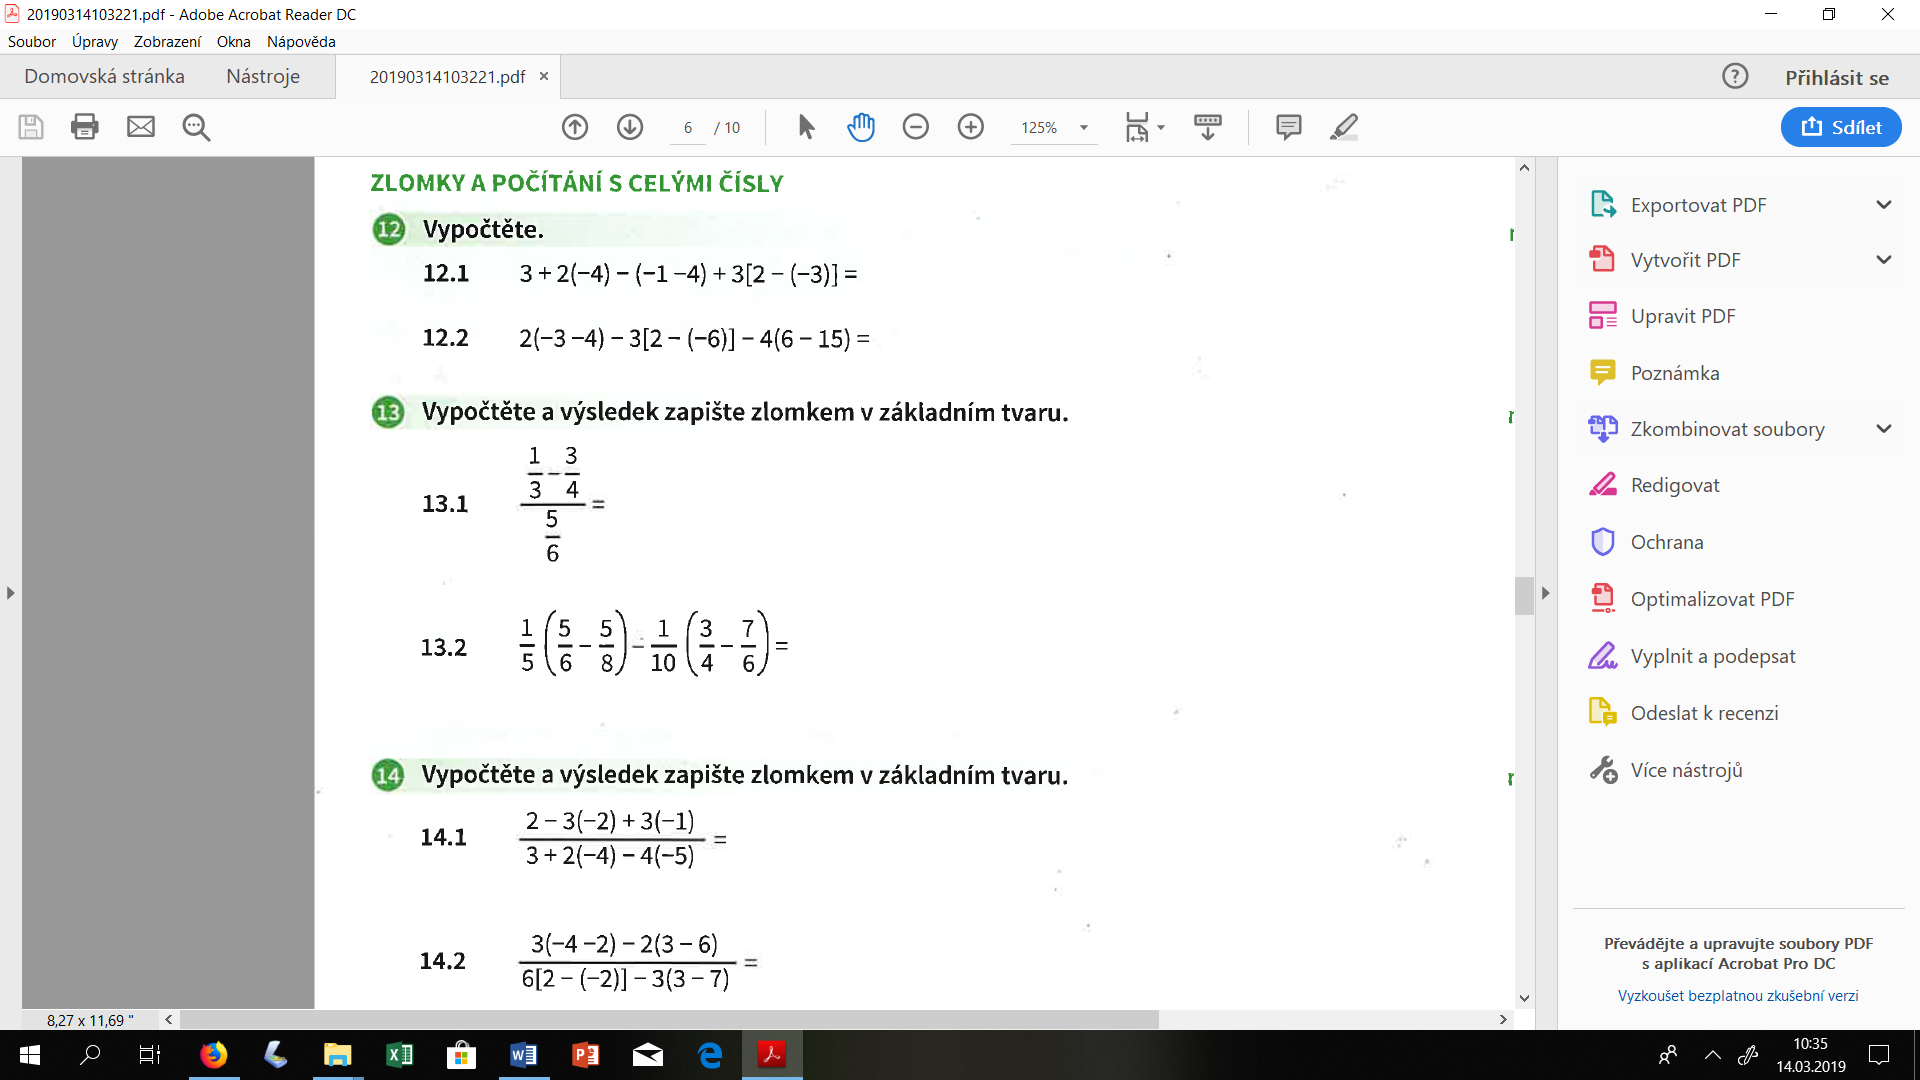 20190314103221.pdf - Adobe Acrobat Reader DC
Soubor Úpravy Zobrazení Okna Nápověda
Domovská stránka Nástroje 20190314103221.pdf × ? Přihlásit se
6 / 10 125% Sdílet
ZLOMKY A POČÍTÁNÍ S CELÝMI ČÍSLY
12 Vypočtěte.
12.1 3 + 2(−4) − (−1 −4) + 3[2 − (−3)] =
12.2 2(−3 −4) − 3[2 − (−6)] − 4(6 − 15) =
13 Vypočtěte a výsledek zapište zlomkem v základním tvaru.
1 3
− 
3 4
13.1 =
5
6
1 5 5 1 3 7
13.2 ( − ) − ( − ) =
5 6 8 10 4 6
14 Vypočtěte a výsledek zapište zlomkem v základním tvaru.
2 − 3(−2) + 3(−1)
14.1 =
3 + 2(−4) − 4(−5)
3(−4 −2) − 2(3 − 6)
14.2 =
6[2 − (−2)] − 3(3 − 7)
Exportovat PDF
Vytvořit PDF
Upravit PDF
Poznámka
Zkombinovat soubory
Redigovat
Ochrana
Optimalizovat PDF
Vyplnit a podepsat
Odeslat k recenzi
Více nástrojů
Převádějte a upravujte soubory PDF
s aplikací Acrobat Pro DC
Vyzkoušet bezplatnou zkušební verzi
8,27 x 11,69 "
10:35
14.03.2019